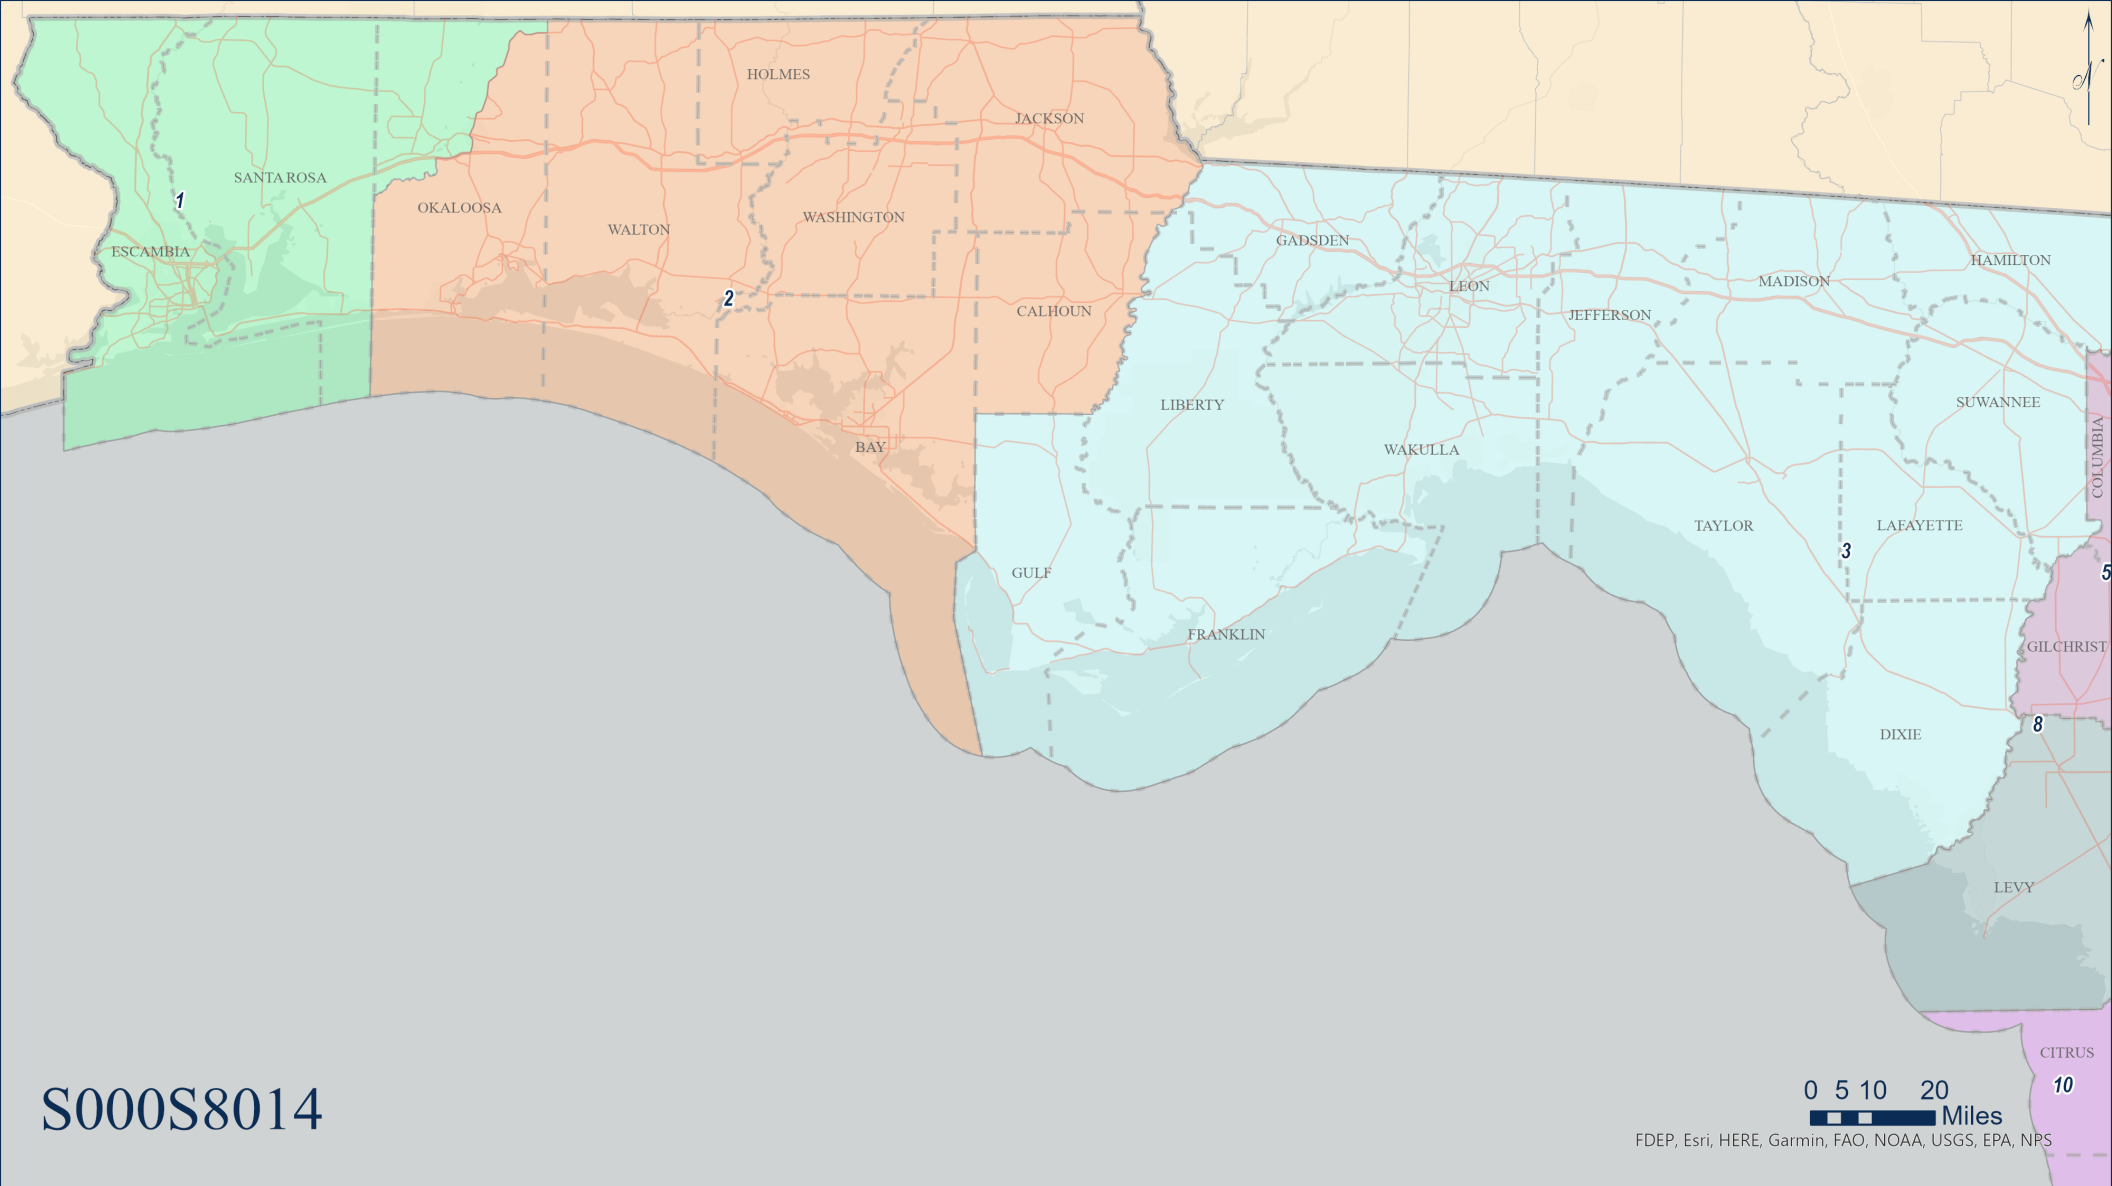 N
HOLMES
JACKSON
SANTA ROSA
1
OKALOOSA
WALTON
WASHINGTON
ESCAMBIA
GADSDEN
HAMILTON
LEON
MADISON
2
CALHOUN
JEFFERSON
LIBERTY
SUWANNEE
BAY
WAKULLA
COLUMBIA
TAYLOR
LAFAYETTE
3
GULF
5
FRANKLIN
GILCHRIST
8
DIXIE
LEVY
CITRUS
10
S000S8014
0 5 10 20
Miles
FDEP, Esri, HERE, Garmin, FAO, NOAA, USGS, EPA, NPS